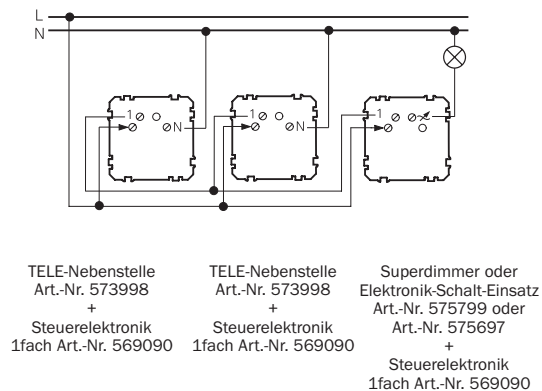 L
N
1
N
1
N
1
TELE-Nebenstelle
Art.-Nr. 573998
+
Steuerelektronik
1fach Art.-Nr. 569090
TELE-Nebenstelle
Art.-Nr. 573998
+
Steuerelektronik
1fach Art.-Nr. 569090
Superdimmer oder
Elektronik-Schalt-Einsatz
Art.-Nr. 575799 oder
Art.-Nr. 575697
+
Steuerelektronik
1fach Art.-Nr. 569090